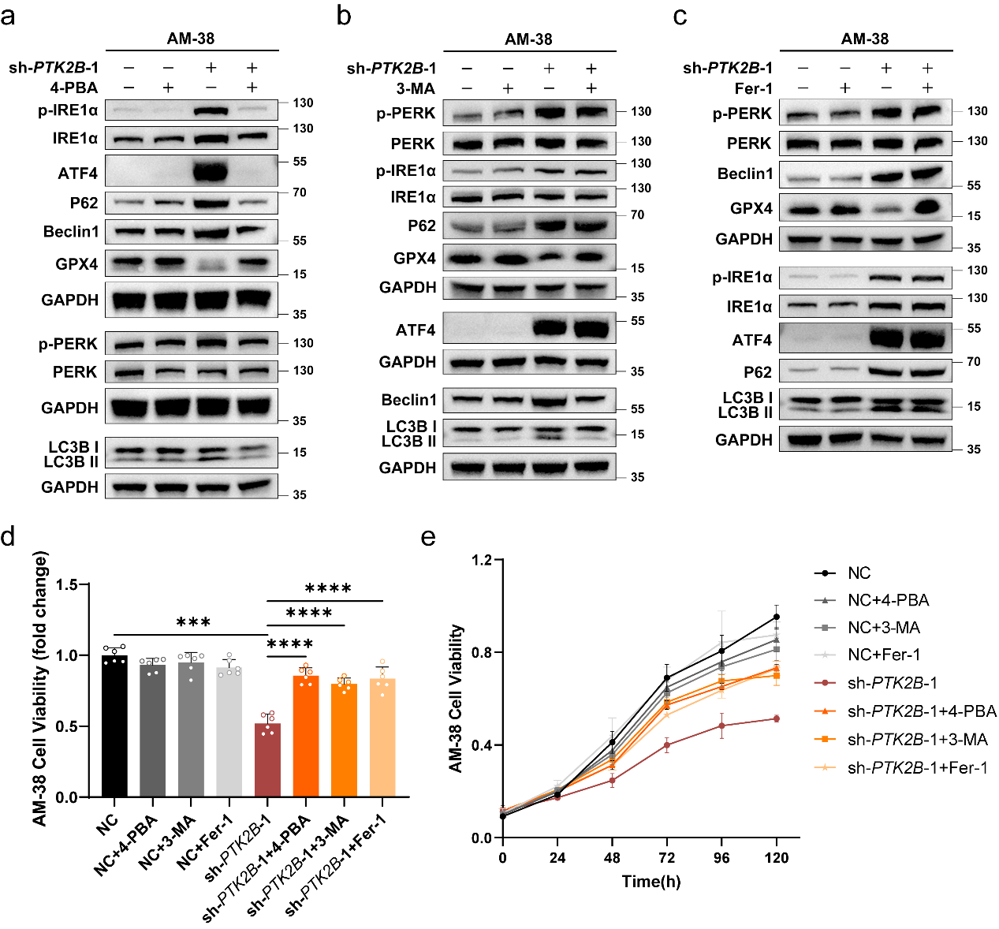 a
AM-38
sh-PTK2B-1 − − + +
4-PBA − + − +
p-IRE1α 130
IRE1α 130
ATF4 55
P62 70
Beclin1 55
GPX4 15
GAPDH 35
p-PERK 130
PERK 130
GAPDH 35
LC3B I 15
LC3B II
GAPDH 35
b
AM-38
sh-PTK2B-1 − − + +
3-MA − + − +
p-PERK 130
PERK 130
p-IRE1α 130
IRE1α 130
P62 70
GPX4 15
GAPDH 35
ATF4 55
GAPDH 35
Beclin1 55
LC3B I 15
LC3B II
GAPDH 35
c
AM-38
sh-PTK2B-1 − − + +
Fer-1 − + − +
p-PERK 130
PERK 130
Beclin1 55
GPX4 15
GAPDH 35
p-IRE1α 130
IRE1α 130
ATF4 55
P62 70
LC3B I 15
LC3B II
GAPDH 35
d
AM-38 Cell Viability (fold change)
1.5
1.0
0.5
0.0
***
****
****
****
NC
NC+4-PBA
NC+3-MA
NC+Fer-1
sh-PTK2B-1
sh-PTK2B-1+4-PBA
sh-PTK2B-1+3-MA
sh-PTK2B-1+Fer-1
e
AM-38 Cell Viability
1.2
0.8
0.4
0.0
0 24 48 72 96 120
Time(h)
NC
NC+4-PBA
NC+3-MA
NC+Fer-1
sh-PTK2B-1
sh-PTK2B-1+4-PBA
sh-PTK2B-1+3-MA
sh-PTK2B-1+Fer-1